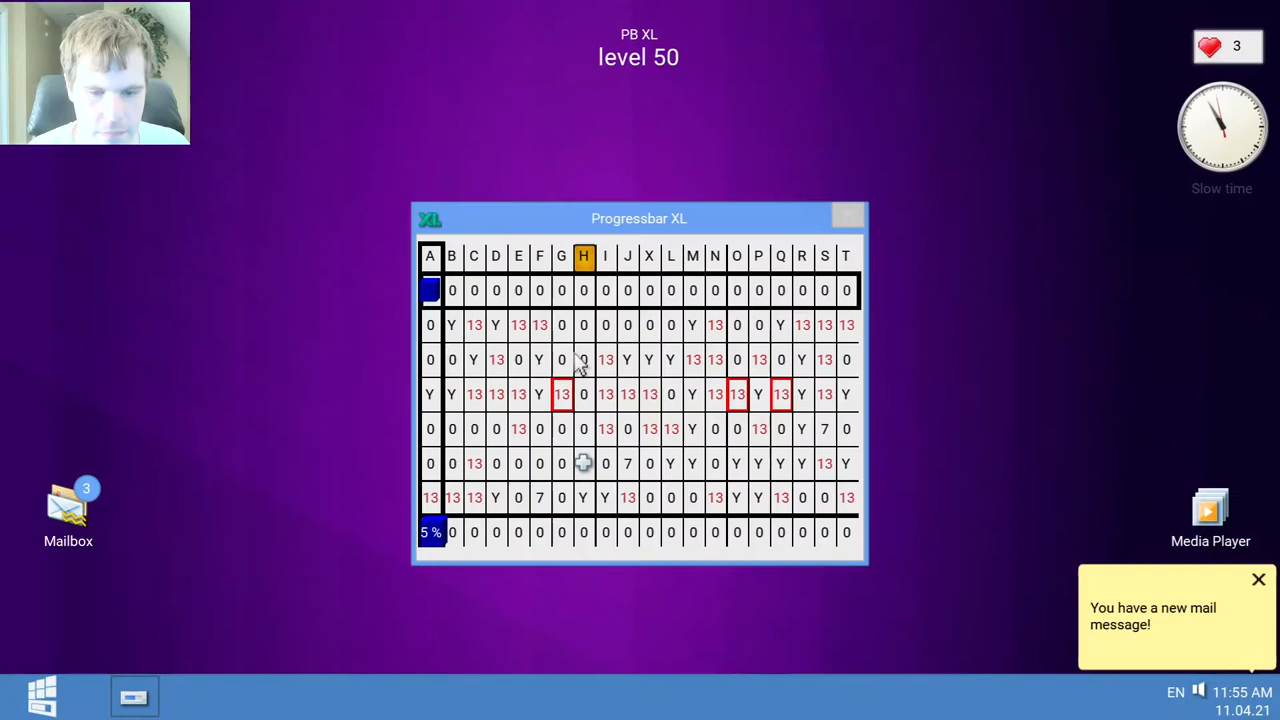 PB XL
level 50
3
Slow time
XL
Progressbar XL
A B C D E F G H I J X L M N O P Q R S T
0 0 0 0 0 0 0 0 0 0 0 0 0 0 0 0 0 0 0
0 Y 13 Y 13 13 0 0 0 0 0 0 Y 13 0 0 Y 13 13 13
0 0 Y 13 0 Y 0 0 13 Y Y Y 13 13 0 13 0 Y 13 0
Y Y 13 13 13 Y 13 0 13 13 13 0 Y 13 13 Y 13 Y 13 Y
0 0 0 0 13 0 0 0 13 0 13 13 Y 0 0 13 0 Y 7 0
0 0 13 0 0 0 0 0 7 0 Y Y 0 Y Y Y Y 13 Y
13 13 13 Y 0 7 0 Y Y 13 0 0 0 13 Y Y 13 0 0 13
5 % 0 0 0 0 0 0 0 0 0 0 0 0 0 0 0 0 0 0 0
3
Mailbox
Media Player
You have a new mail
message!
EN 11:55 AM
11.04.21